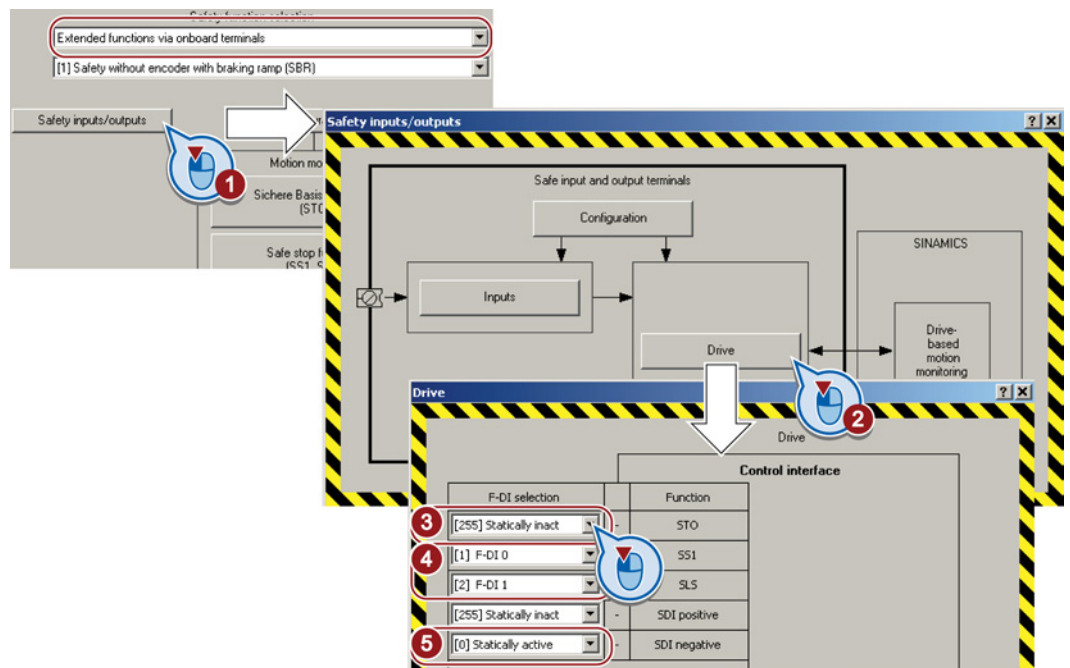 Safety function selection
Extended functions via onboard terminals
[1] Safety without encoder with braking ramp (SBR)
Safety inputs/outputs
1
Motion mo
Sichere Basis
(STO
Safe stop f
(SS1, S
Safety inputs/outputs
Safe input and output terminals
Configuration
Inputs
Drive
SINAMICS
Drive-
based
motion
monitoring
2
Drive
Drive
Control interface
F-DI selection - Function
3 [255] Statically inact - STO
4 [1] F-DI 0 SS1
[2] F-DI 1 SLS
[255] Statically inact - SDI positive
5 [0] Statically active - SDI negative